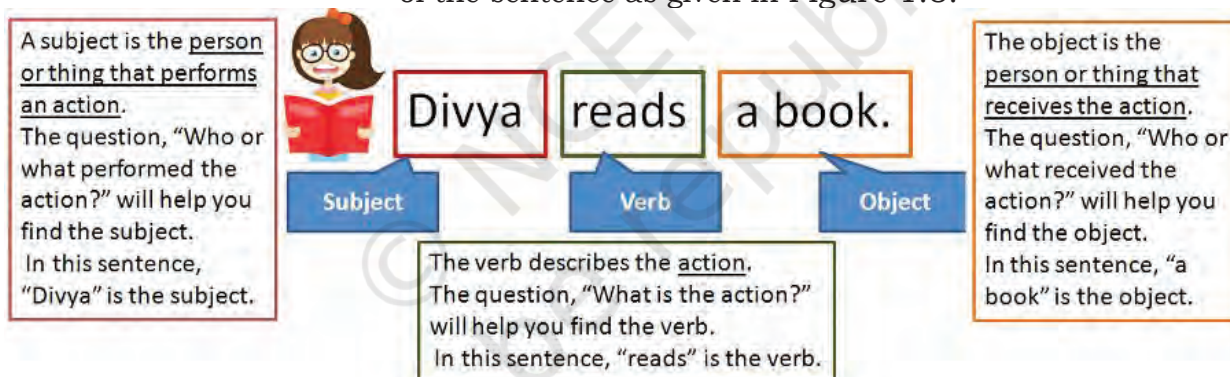 of the sentence as given in Figure 1.8.
A subject is the person
or thing that performs
an action.
The question, “Who or
what performed the
action?” will help you
find the subject.
In this sentence,
“Divya” is the subject.
Divya reads a book.
Subject Verb Object
The verb describes the action.
The question, “What is the action?”
will help you find the verb.
In this sentence, “reads” is the verb.
The object is the
person or thing that
receives the action.
The question, “Who or
what received the
action?” will help you
find the object.
In this sentence, “a
book” is the object.